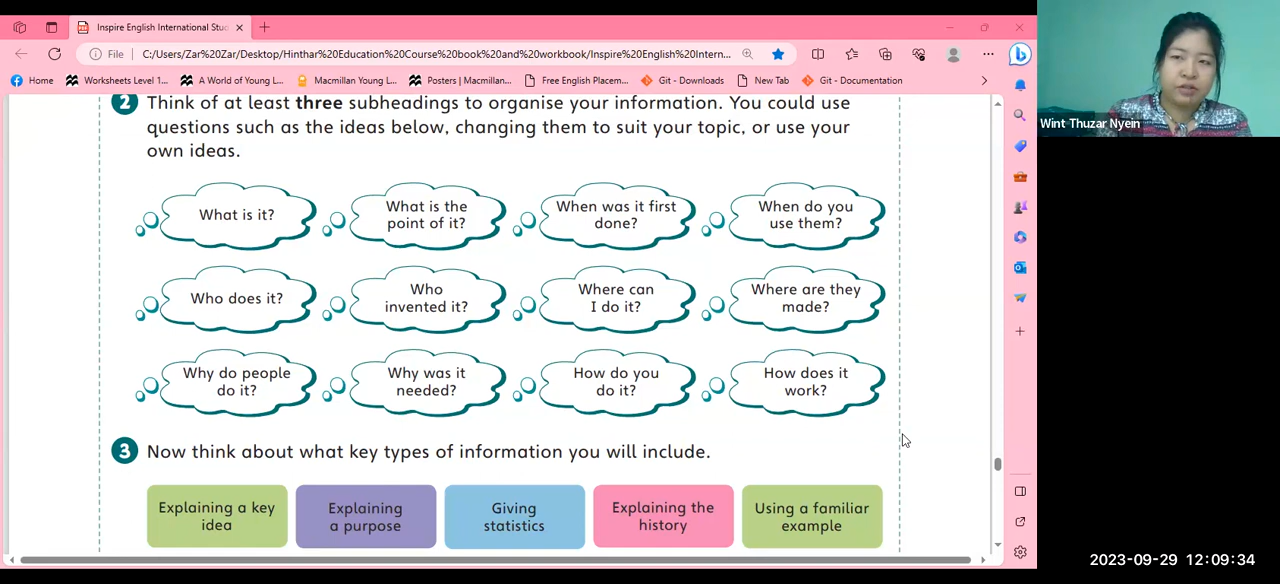 Inspire English International Stu
File
C:/Users/Zar%20Zar/Desktop/Hinthar%20Education%20Course%20book%20and%20workbook/Inspire%20English%20Intern...
Home
Worksheets Level 1...
A World of Young L...
Macmillan Young L...
Posters | Macmillan...
Free English Placem...
Git - Downloads
New Tab
Git - Documentation
2 Think of at least three subheadings to organise your information. You could use
questions such as the ideas below, changing them to suit your topic, or use your
own ideas.
What is it?
What is the
point of it?
When was it first
done?
When do you
use them?
Who does it?
Who
invented it?
Where can
I do it?
Where are they
made?
Why do people
do it?
Why was it
needed?
How do you
do it?
How does it
work?
3 Now think about what key types of information you will include.
Explaining a key
idea
Explaining
a purpose
Giving
statistics
Explaining the
history
Using a familiar
example
Wint Thuzar Nyein
2023-09-29 12:09:34